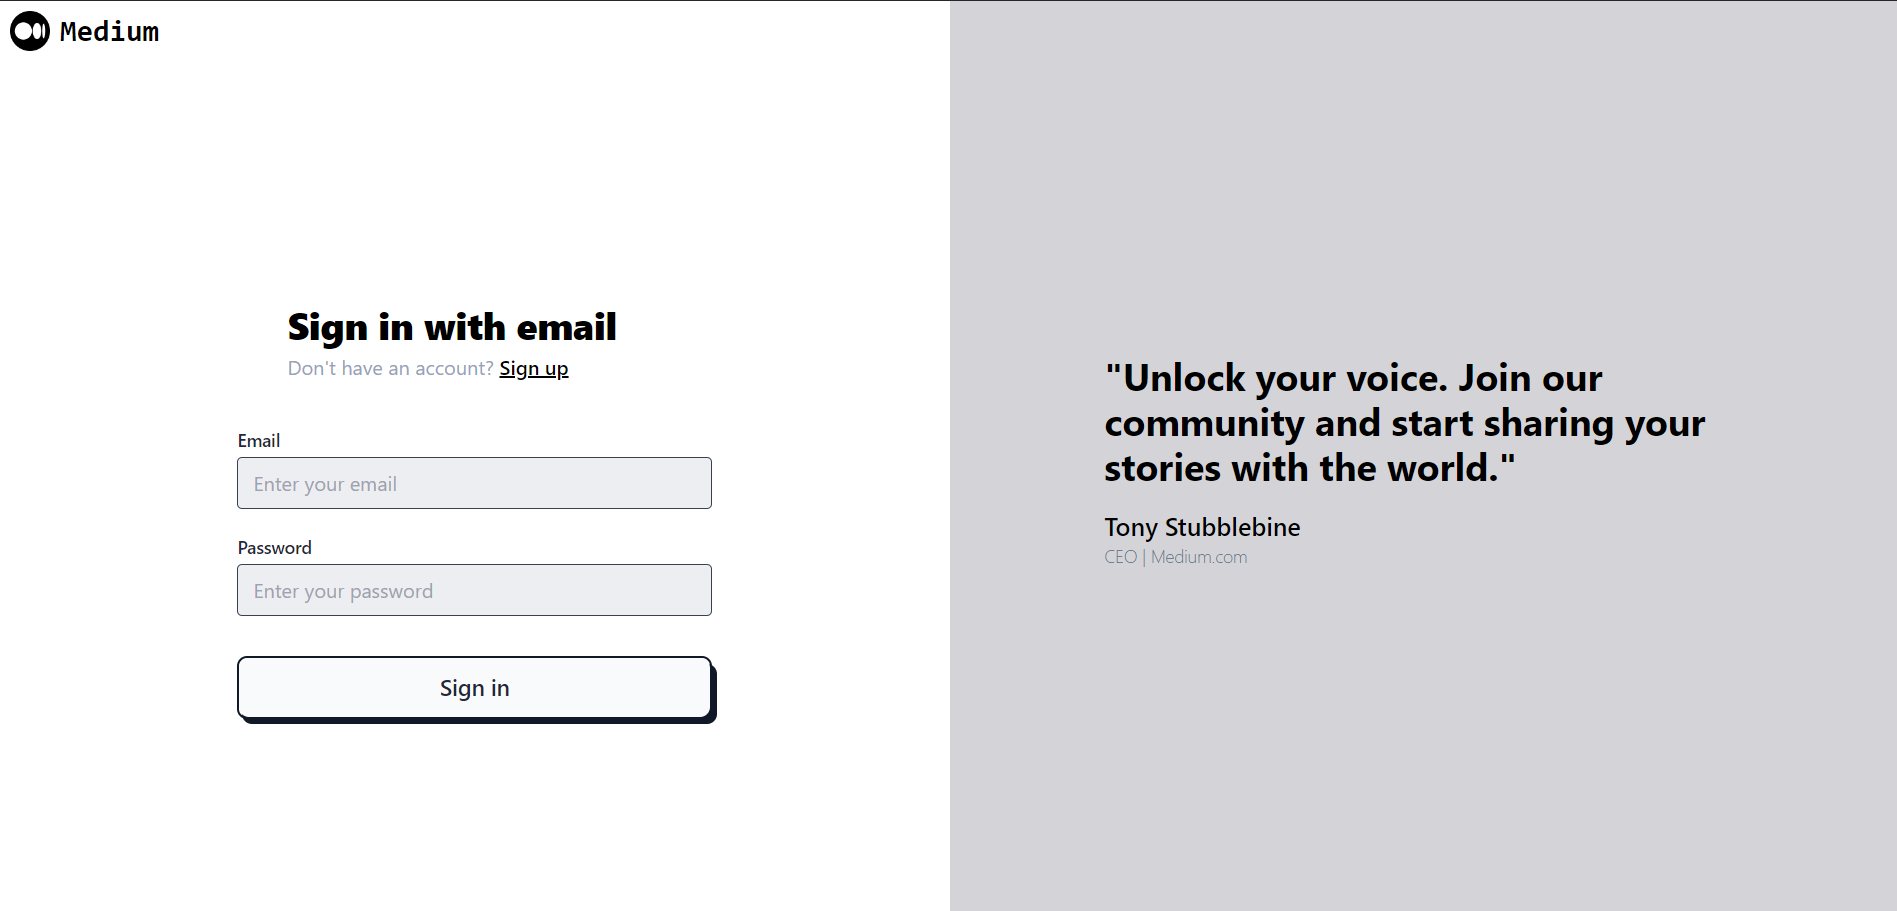 Medium
Sign in with email
Don't have an account? Sign up
Email
Enter your email
Password
Enter your password
Sign in
"Unlock your voice. Join our
community and start sharing your
stories with the world."
Tony Stubblebine
CEO | Medium.com